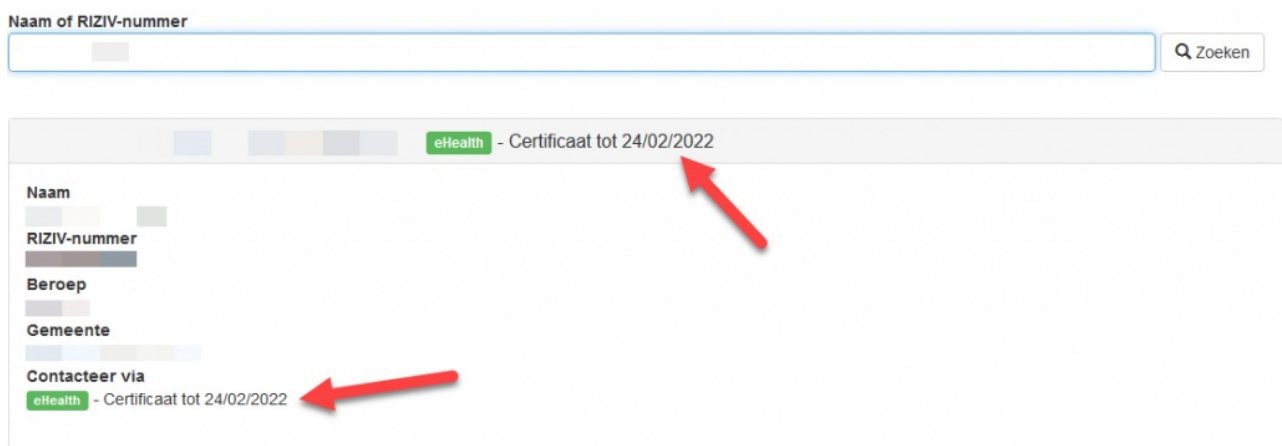 Naam of RIZIV-nummer
Zoeken
eHealth - Certificaat tot 24/02/2022
Naam
RIZIV-nummer
Beroep
Gemeente
Contacteer via
eHealth - Certificaat tot 24/02/2022